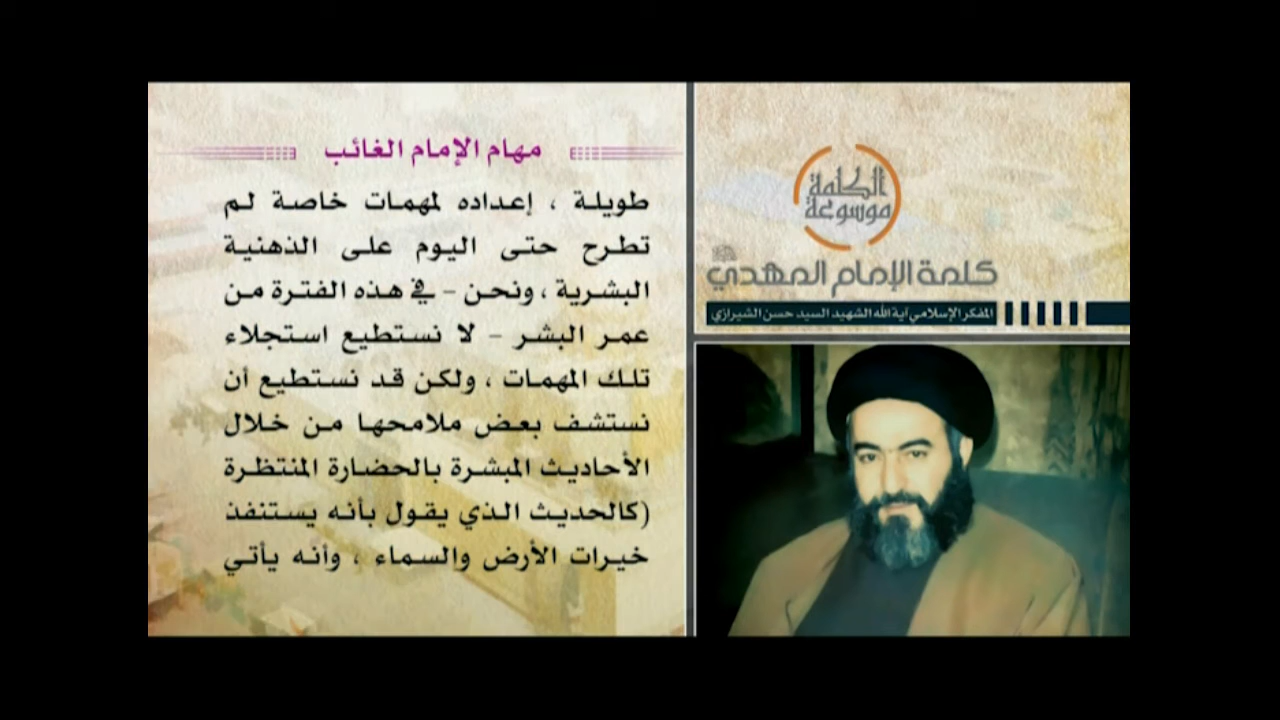 مهام الإمام الغائب
طويلة ، إعداده لمهمات خاصة لم
تطرح حتى اليوم على الذهنية
البشرية ، ونحن - في هذه الفترة من
عمر البشر - لا نستطيع استجلاء
تلك المهمات ، ولكن قد نستطيع أن
نستشف بعض ملامحها من خلال
الأحاديث المبشرة بالحضارة المنتظرة
(كالحديث الذي يقول بأنه يستنفذ
خيرات الأرض والسماء ، وأنه يأتي
الكلمة
موسوعة
كلمة الإمام المهدي
المفكر الإسلامي آية الله الشهيد السيد حسن الشيرازي